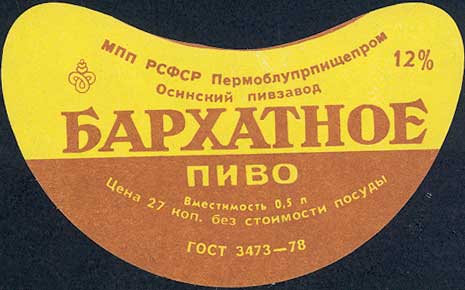 МПП РСФСР Пермоблуprпищепром
12%
Осинский пивзавод
БАРХАТНОЕ
ПИВО
Вместимость 0,5 л
Цена 27 коп. без стоимости посуды
ГОСТ 3473—78